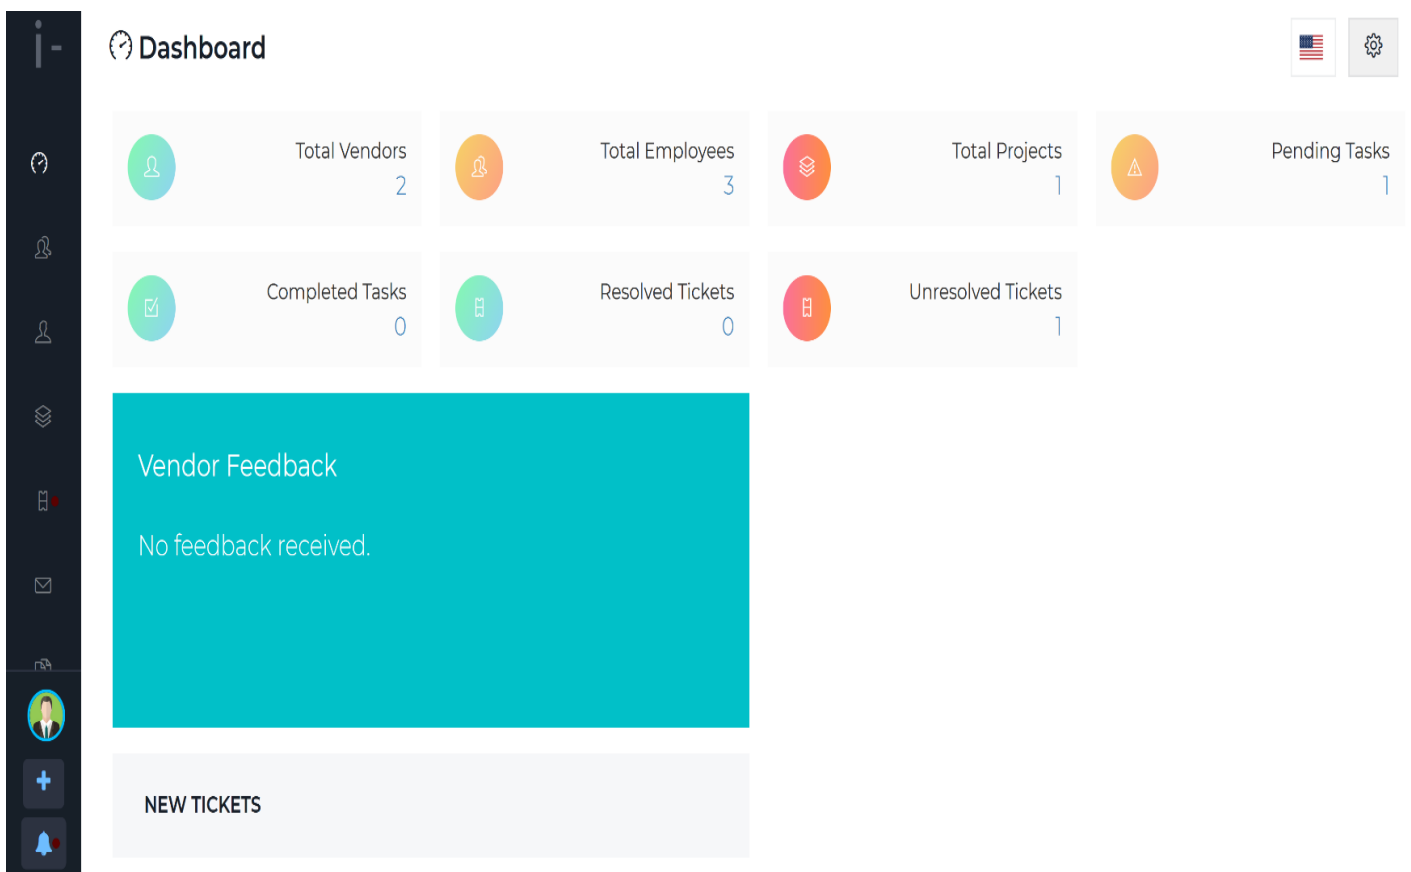 i-
Dashboard
Total Vendors
2
Total Employees
3
Total Projects
1
Pending Tasks
1
Completed Tasks
0
Resolved Tickets
0
Unresolved Tickets
1
Vendor Feedback
No feedback received.
NEW TICKETS